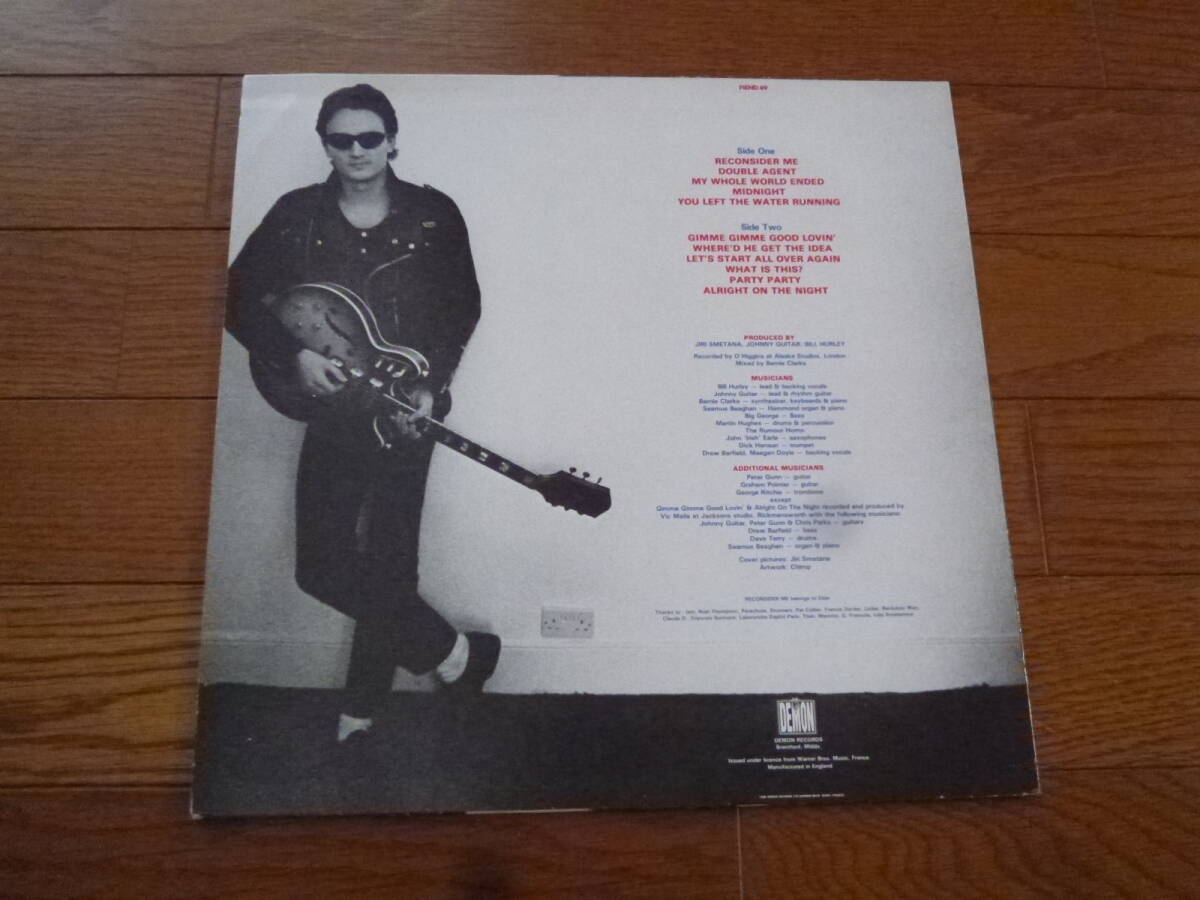 FIEND 69
Side One
RECONSIDER ME
DOUBLE AGENT
MY WHOLE WORLD ENDED
MIDNIGHT
YOU LEFT THE WATER RUNNING
Side Two
GIMME GIMME GOOD LOVIN'
WHERE'D HE GET THE IDEA
LET'S START ALL OVER AGAIN
WHAT IS THIS?
PARTY PARTY
ALRIGHT ON THE NIGHT
PRODUCED BY
JIRI SMETANA, JOHNNY GUITAR, BILL HURLEY
Recorded by O'Higgins at Alaska Studios, London
Mixed by Bernie Clarke
MUSICIANS
Bill Hurley — lead & backing vocals
Johnny Guitar — lead & rhythm guitar
Bernie Clarke — synthesizer, keyboards & piano
Seamus Beaghan — Hammond organ & piano
Big George — Bass
Martin Hughes — drums & percussion
The Rumour Horns
John 'Irish' Earle — saxophones
Dick Hanson — trumpet
Drew Barfield, Meegan Doyle — backing vocals
ADDITIONAL MUSICIANS
Peter Gunn — guitar
Graham Pointer — guitar
George Ritchie — trombone
except
Gimme Gimme Good Lovin' & Alright On The Night recorded and produced by
Vic Maile at Jacksons studio, Rickmansworth with the following musicians:
Johnny Guitar, Peter Gunn & Chris Parks — guitars
Drew Barfield — bass
Dave Terry — drums
Seamus Beaghan — organ & piano
Cover pictures: Jiri Smetana
Artwork:
RECONSIDER ME belongs to
Thanks to
DEMON
DEMON RECORDS
Brentford, Middx.
Issued under licence from Warner Bros. Music, France
Manufactured in England